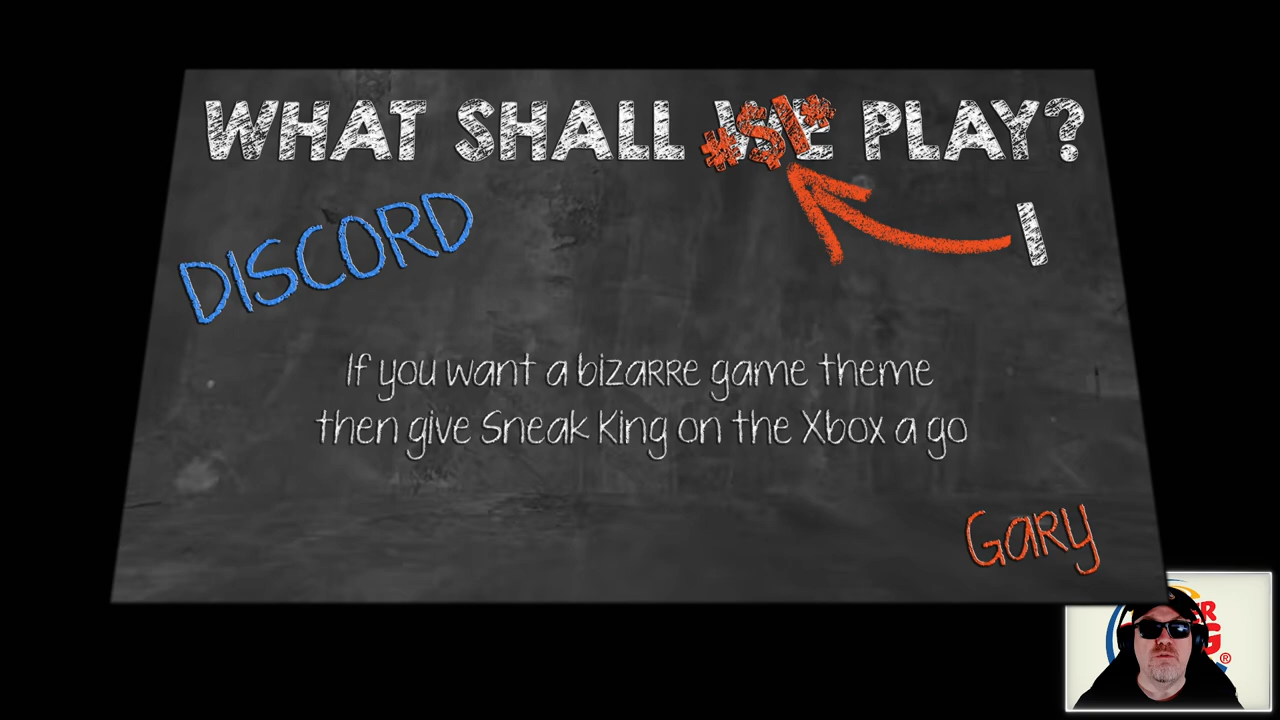 WHAT SHALL WE PLAY?
#$!*
I
DISCORD
If you want a bizarre game theme
then give Sneak King on the Xbox a go
Gary
®